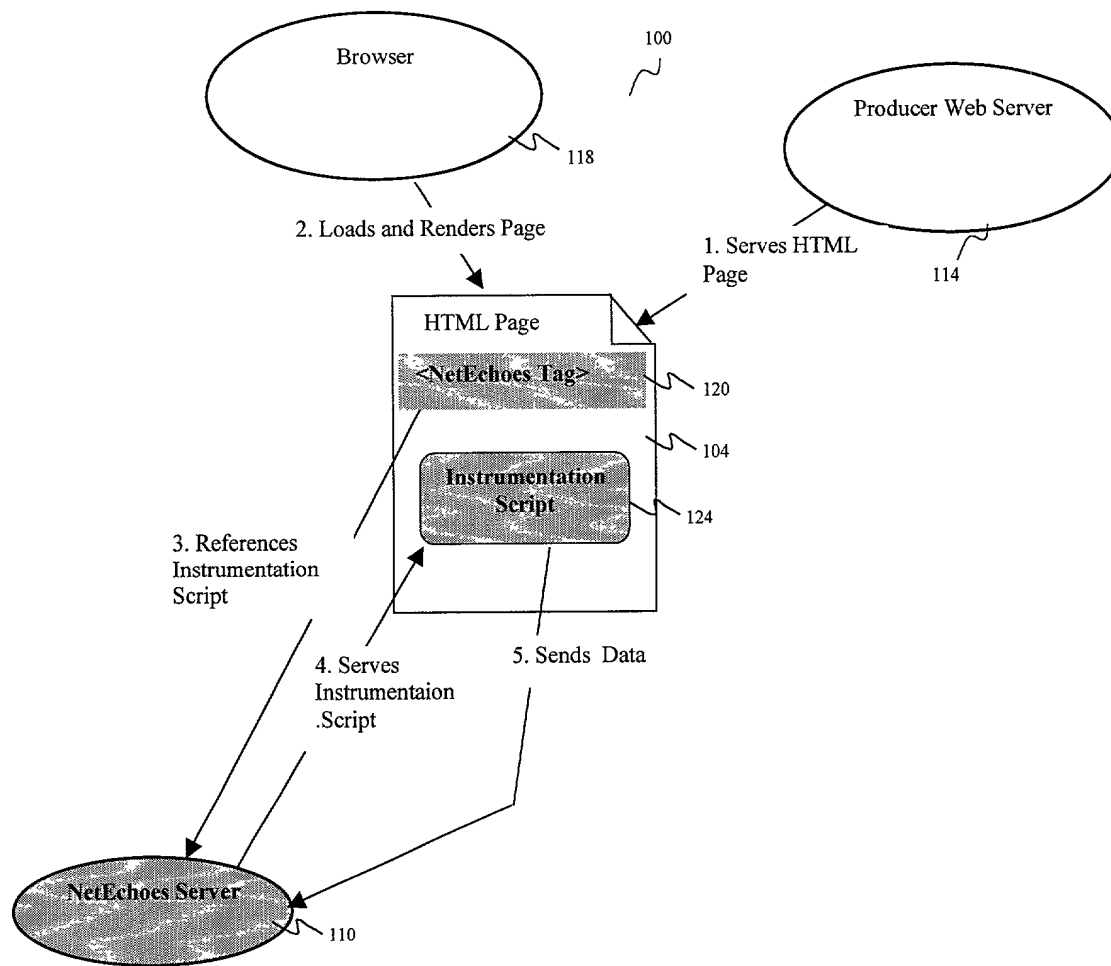 Browser
100
Producer Web Server
118
2. Loads and Renders Page
1. Serves HTML
Page
114
HTML Page
<NetEchoes Tag>
120
104
Instrumentation
Script
124
3. References
Instrumentation
Script
4. Serves
Instrumentaion
.Script
5. Sends Data
NetEchoes Server
110